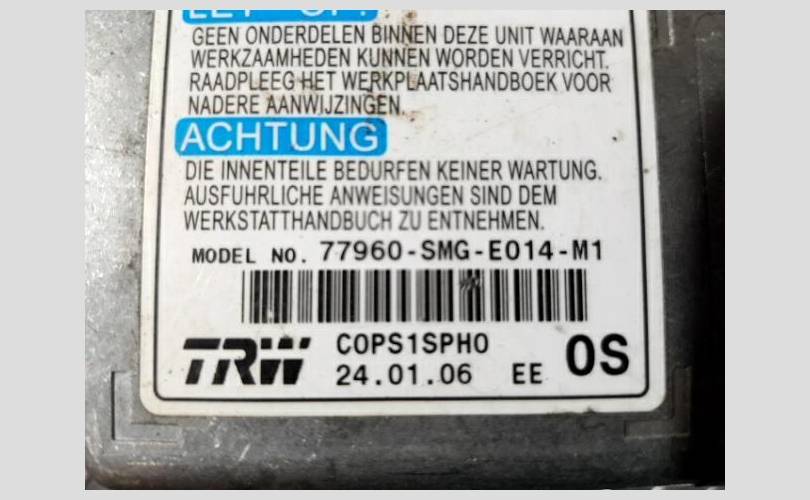 LET OP!
GEEN ONDERDELEN BINNEN DEZE UNIT WAARAAN
WERKZAAMHEDEN KUNNEN WORDEN VERRICHT.
RAADPLEEG HET WERKPLAATSHANDBOEK VOOR
NADERE AANWIJZINGEN.
ACHTUNG
DIE INNENTEILE BEDURFEN KEINER WARTUNG.
AUSFUHRLICHE ANWEISUNGEN SIND DEM
WERKSTATTHANDBUCH ZU ENTNEHMEN.
MODEL NO. 77960-SMG-E014-M1
TRW COPS1SPHO 0S
24.01.06 EE